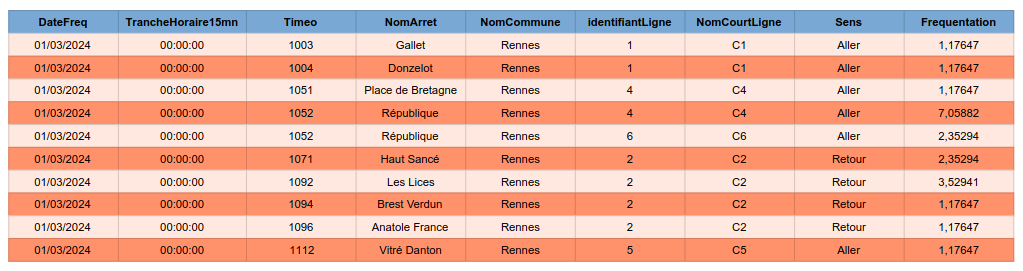 DateFreq TrancheHoraire15mn Timeo NomArret NomCommune identifiantLigne NomCourtLigne Sens Frequentation
01/03/2024 00:00:00 1003 Gallet Rennes 1 C1 Aller 1,17647
01/03/2024 00:00:00 1004 Donzelot Rennes 1 C1 Aller 1,17647
01/03/2024 00:00:00 1051 Place de Bretagne Rennes 4 C4 Aller 1,17647
01/03/2024 00:00:00 1052 République Rennes 4 C4 Aller 7,05882
01/03/2024 00:00:00 1052 République Rennes 6 C6 Aller 2,35294
01/03/2024 00:00:00 1071 Haut Sancé Rennes 2 C2 Retour 2,35294
01/03/2024 00:00:00 1092 Les Lices Rennes 2 C2 Retour 3,52941
01/03/2024 00:00:00 1094 Brest Verdun Rennes 2 C2 Retour 1,17647
01/03/2024 00:00:00 1096 Anatole France Rennes 2 C2 Retour 1,17647
01/03/2024 00:00:00 1112 Vitré Danton Rennes 5 C5 Aller 1,17647